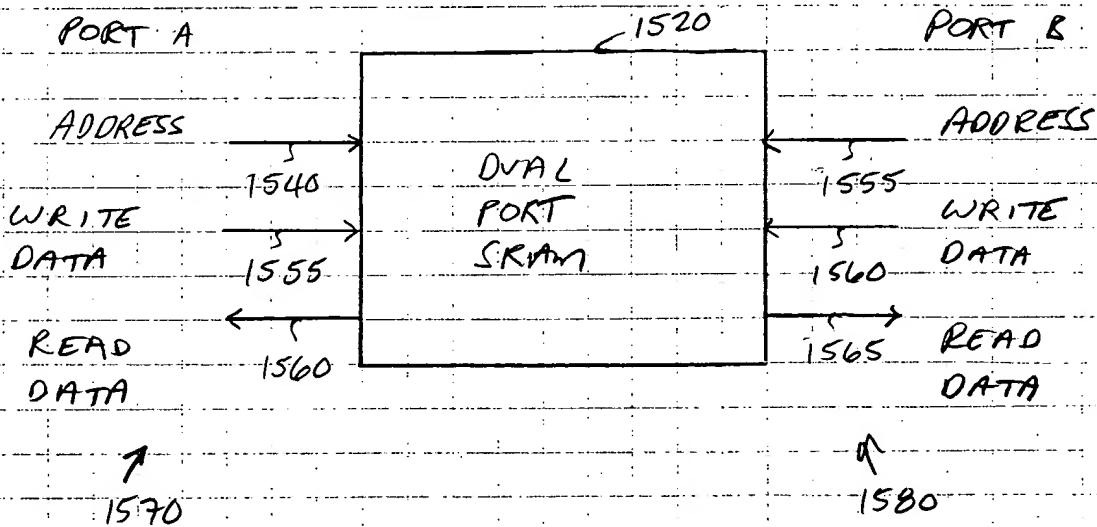 PORT A
1520
PORT B
ADDRESS
1540
DUAL
PORT
SRAM
ADDRESS
1555
WRITE
DATA
1555
WRITE
DATA
1560
READ
DATA
1560
1565
READ
DATA
1570
1580